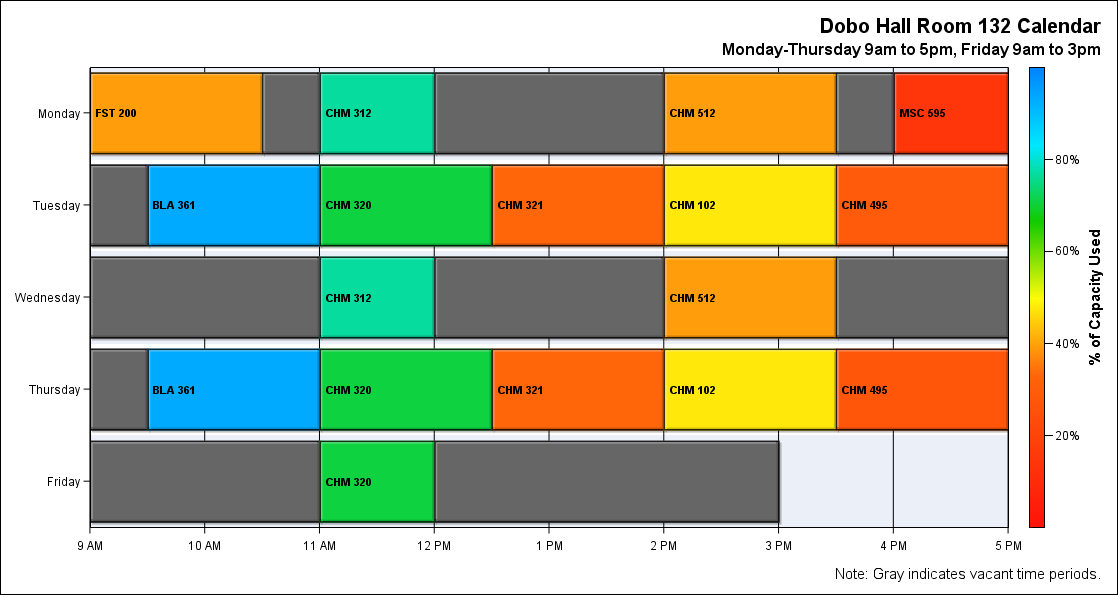 Dobo Hall Room 132 Calendar
Monday-Thursday 9am to 5pm, Friday 9am to 3pm
Monday
FST 200
CHM 312
CHM 512
MSC 595
Tuesday
BLA 361
CHM 320
CHM 321
CHM 102
CHM 495
Wednesday
CHM 312
CHM 512
Thursday
BLA 361
CHM 320
CHM 321
CHM 102
CHM 495
Friday
CHM 320
9 AM
10 AM
11 AM
12 PM
1 PM
2 PM
3 PM
4 PM
5 PM
80%
60%
40%
20%
% of Capacity Used
Note: Gray indicates vacant time periods.